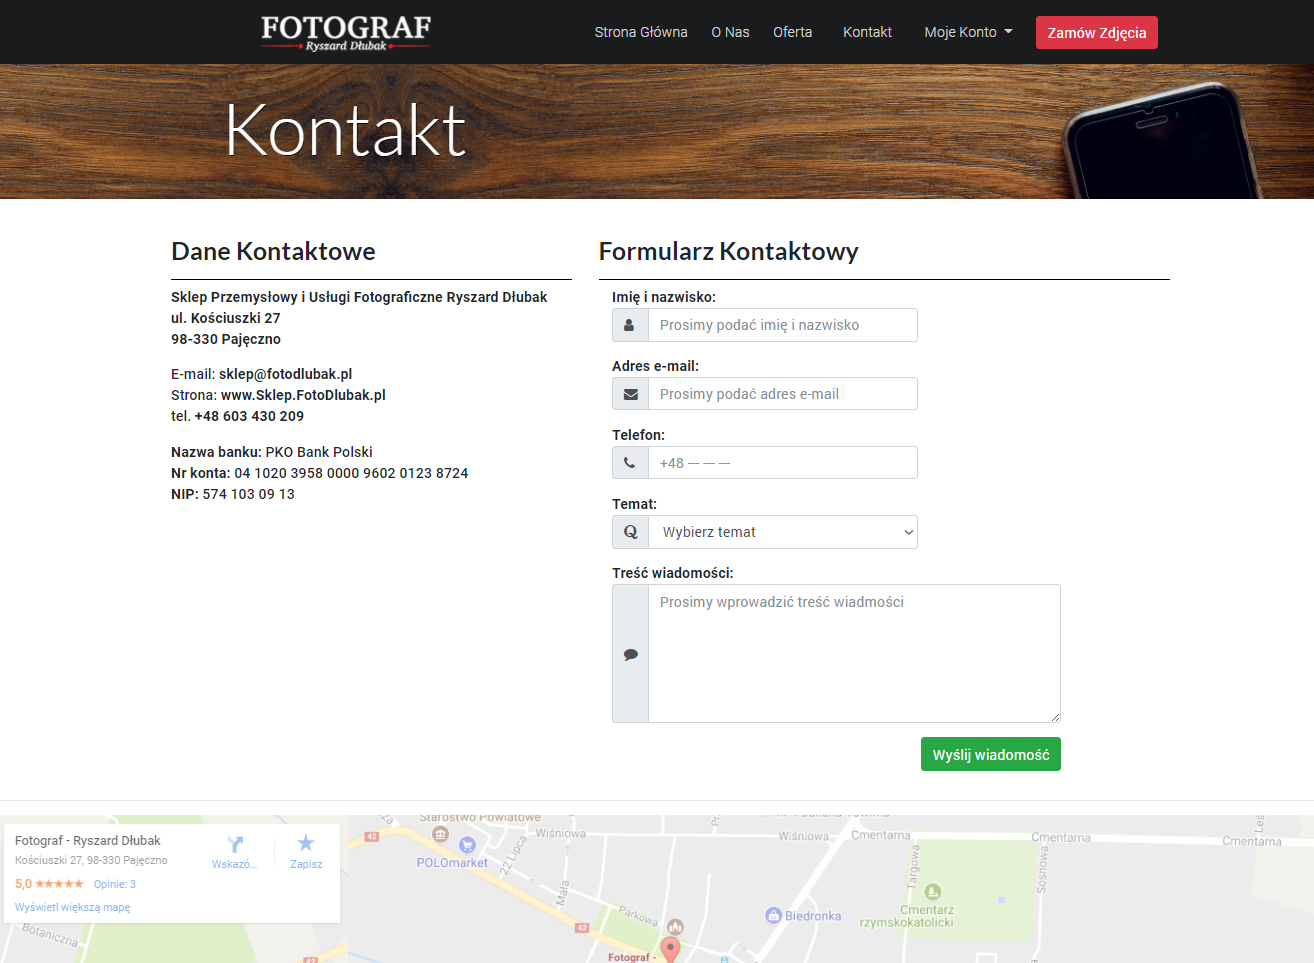 FOTOGRAF
Ryszard Dłubak
Strona Główna
O Nas
Oferta
Kontakt
Moje Konto
Zamów Zdjęcia
Kontakt
Dane Kontaktowe
Sklep Przemysłowy i Usługi Fotograficzne Ryszard Dłubak
ul. Kościuszki 27
98-330 Pajęczno
E-mail: sklep@fotodlubak.pl
Strona: www.Sklep.FotoDlubak.pl
tel. +48 603 430 209
Nazwa banku: PKO Bank Polski
Nr konta: 04 1020 3958 0000 9602 0123 8724
NIP: 574 103 09 13
Formularz Kontaktowy
Imię i nazwisko:
Prosimy podać imię i nazwisko
Adres e-mail:
Prosimy podać adres e-mail
Telefon:
+48 --- --- ---
Temat:
Wybierz temat
Treść wiadomości:
Prosimy wprowadzić treść wiadmości
Wyślij wiadomość
Fotograf - Ryszard Dłubak
Kościuszki 27, 98-330 Pajęczno
5,0 ★★★★★ Opinie: 3
Wyświetl większą mapę
Wskazó...
Zapisz
Starostwo Powiatowe
42
Wiśniowa
POLOmarket
22 Lipca
Mała
Parkowa
42
Fotograf -
Botaniczna
42
Wiśniowa
Cmentarna
Cmentarna
Cmentarna
Targowa
Sosnowa
Biedronka
Cmentarz
rzymskokatolicki